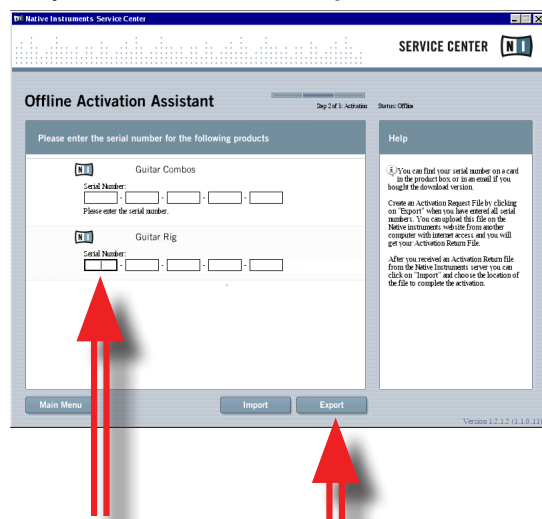 Native Instruments Service Center
SERVICE CENTER
Offline Activation Assistant
Step 2 of 3: Activation
Status: Offline
Please enter the serial number for the following products
Guitar Combos
Serial Number:
- - - -
Please enter the serial number.
Guitar Rig
Serial Number:
- - - -
Help
You can find your serial number on a card
in the product box or in an email if you
bought the download version.
Create an Activation Request File by clicking
on "Export" when you have entered all serial
numbers. You can upload this file on the
Native instruments website from another
computer with internet access and you will
get your Activation Return File.
After you received an Activation Return file
from the Native Instruments server you can
click on "Import" and choose the location of
the file to complete the activation.
Main Menu
Import
Export
Version 1.2.1.2 (1.1.0.11)